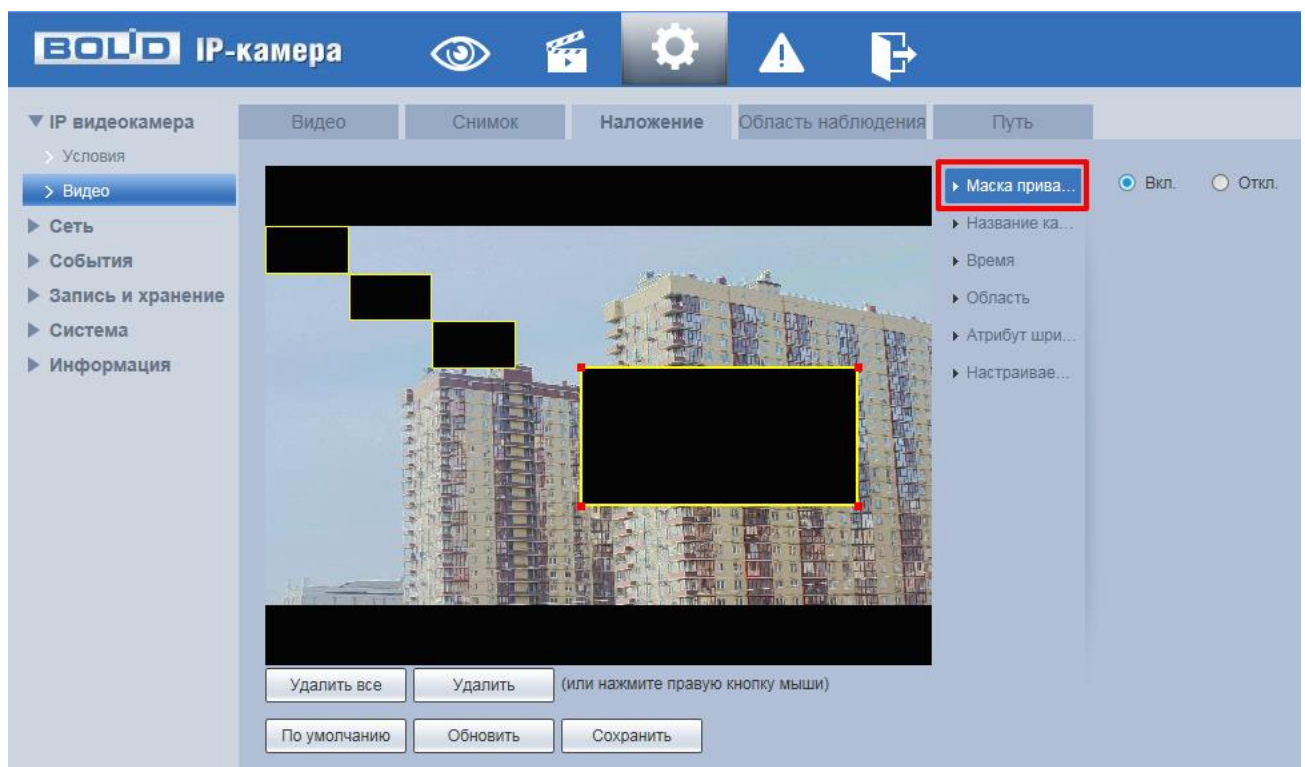 BOLID IP-камера
IP видеокамера
Условия
Видео
Сеть
События
Запись и хранение
Система
Информация
Видео
Снимок
Наложение
Область наблюдения
Путь
Маска прива...
Название ка...
Время
Область
Атрибут шри...
Настраивае...
Вкл.
Откл.
Удалить все
Удалить
(или нажмите правую кнопку мыши)
По умолчанию
Обновить
Сохранить